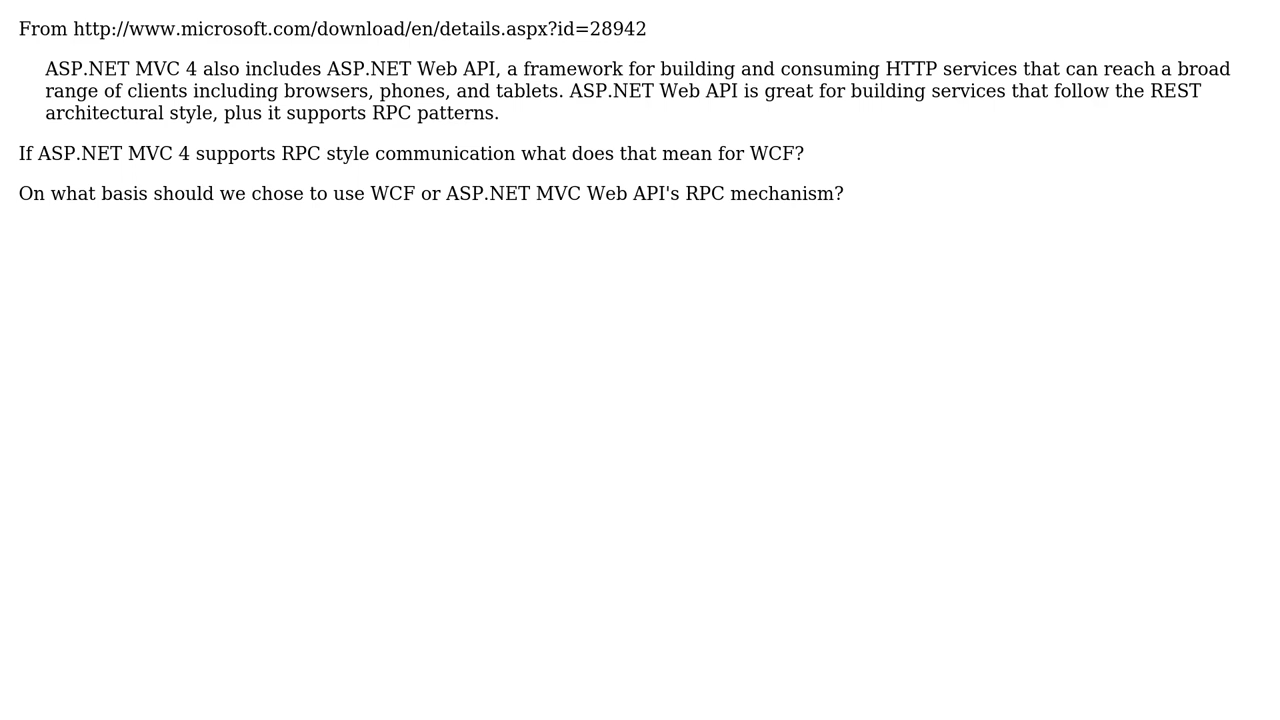 From http://www.microsoft.com/download/en/details.aspx?id=28942
ASP.NET MVC 4 also includes ASP.NET Web API, a framework for building and consuming HTTP services that can reach a broad
range of clients including browsers, phones, and tablets. ASP.NET Web API is great for building services that follow the REST
architectural style, plus it supports RPC patterns.
If ASP.NET MVC 4 supports RPC style communication what does that mean for WCF?
On what basis should we chose to use WCF or ASP.NET MVC Web API's RPC mechanism?